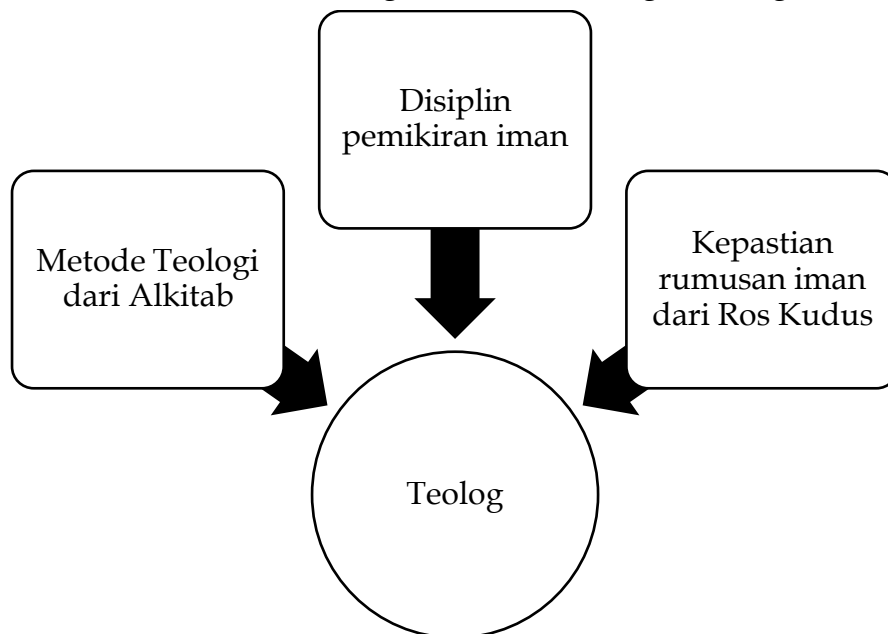 Disiplin
pemikiran iman
Metode Teologi
dari Alkitab
Kepastian
rumusan iman
dari Ros Kudus
Teolog